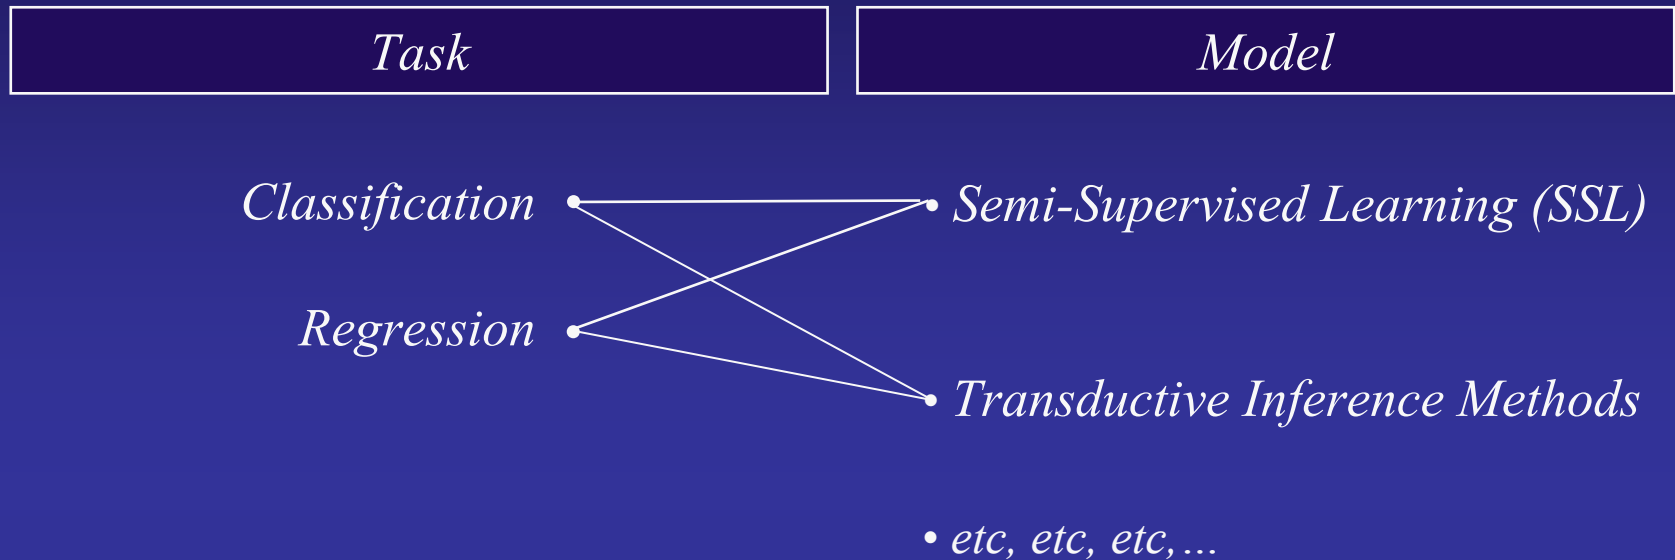 Task
Model
Classification
Semi-Supervised Learning (SSL)
Regression
Transductive Inference Methods
• etc, etc, etc,...